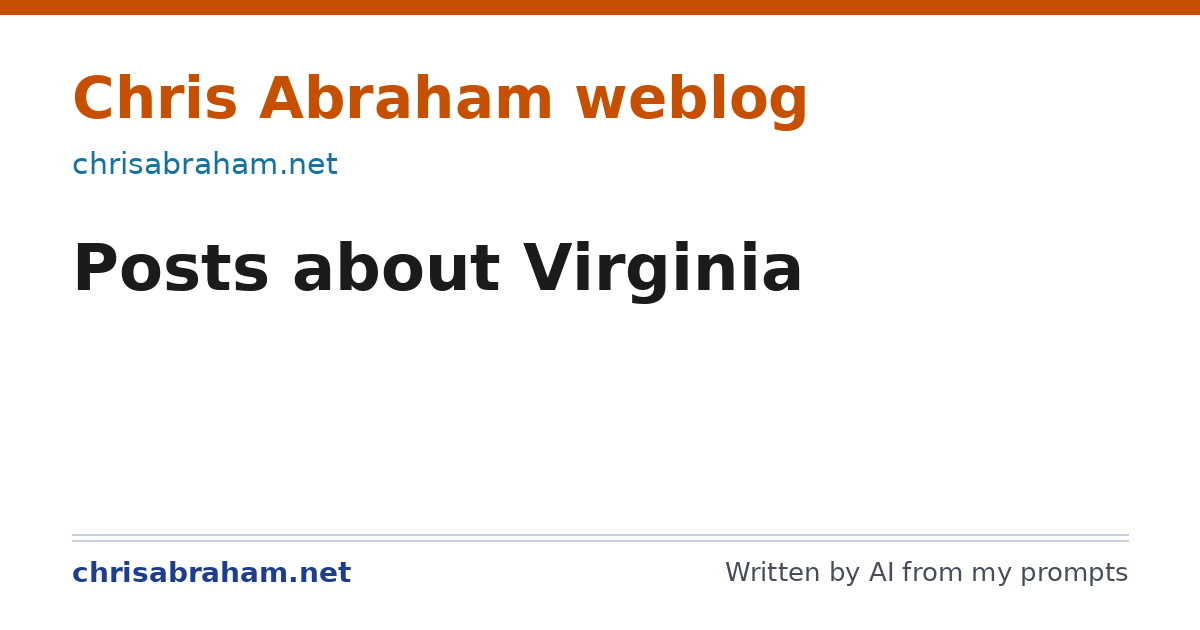 Chris Abraham weblog
chrisabraham.net
Posts about Virginia
chrisabraham.net
Written by AI from my prompts